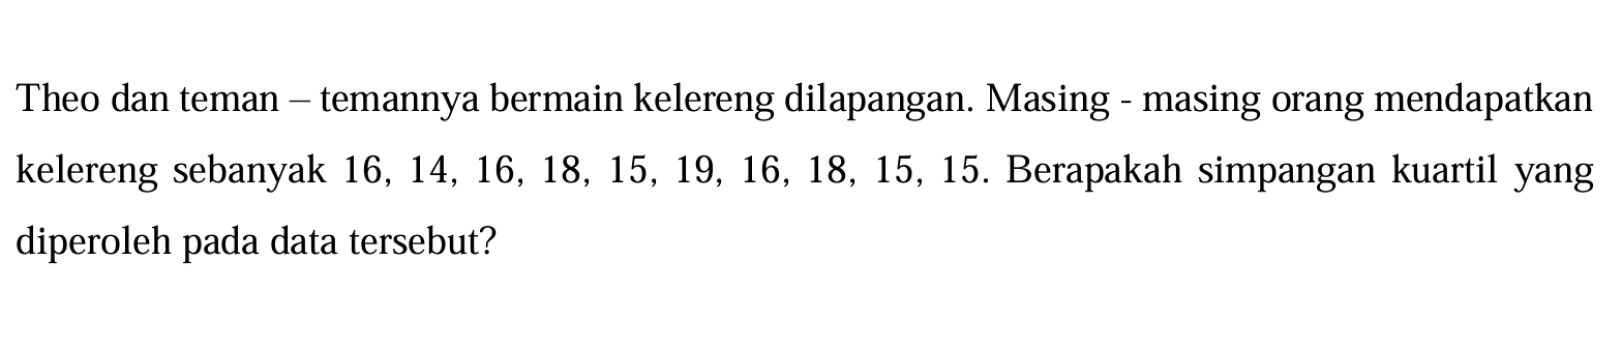 Theo dan teman – temannya bermain kelereng dilapangan. Masing - masing orang mendapatkan
kelereng sebanyak 16, 14, 16, 18, 15, 19, 16, 18, 15, 15. Berapakah simpangan kuartil yang
diperoleh pada data tersebut?